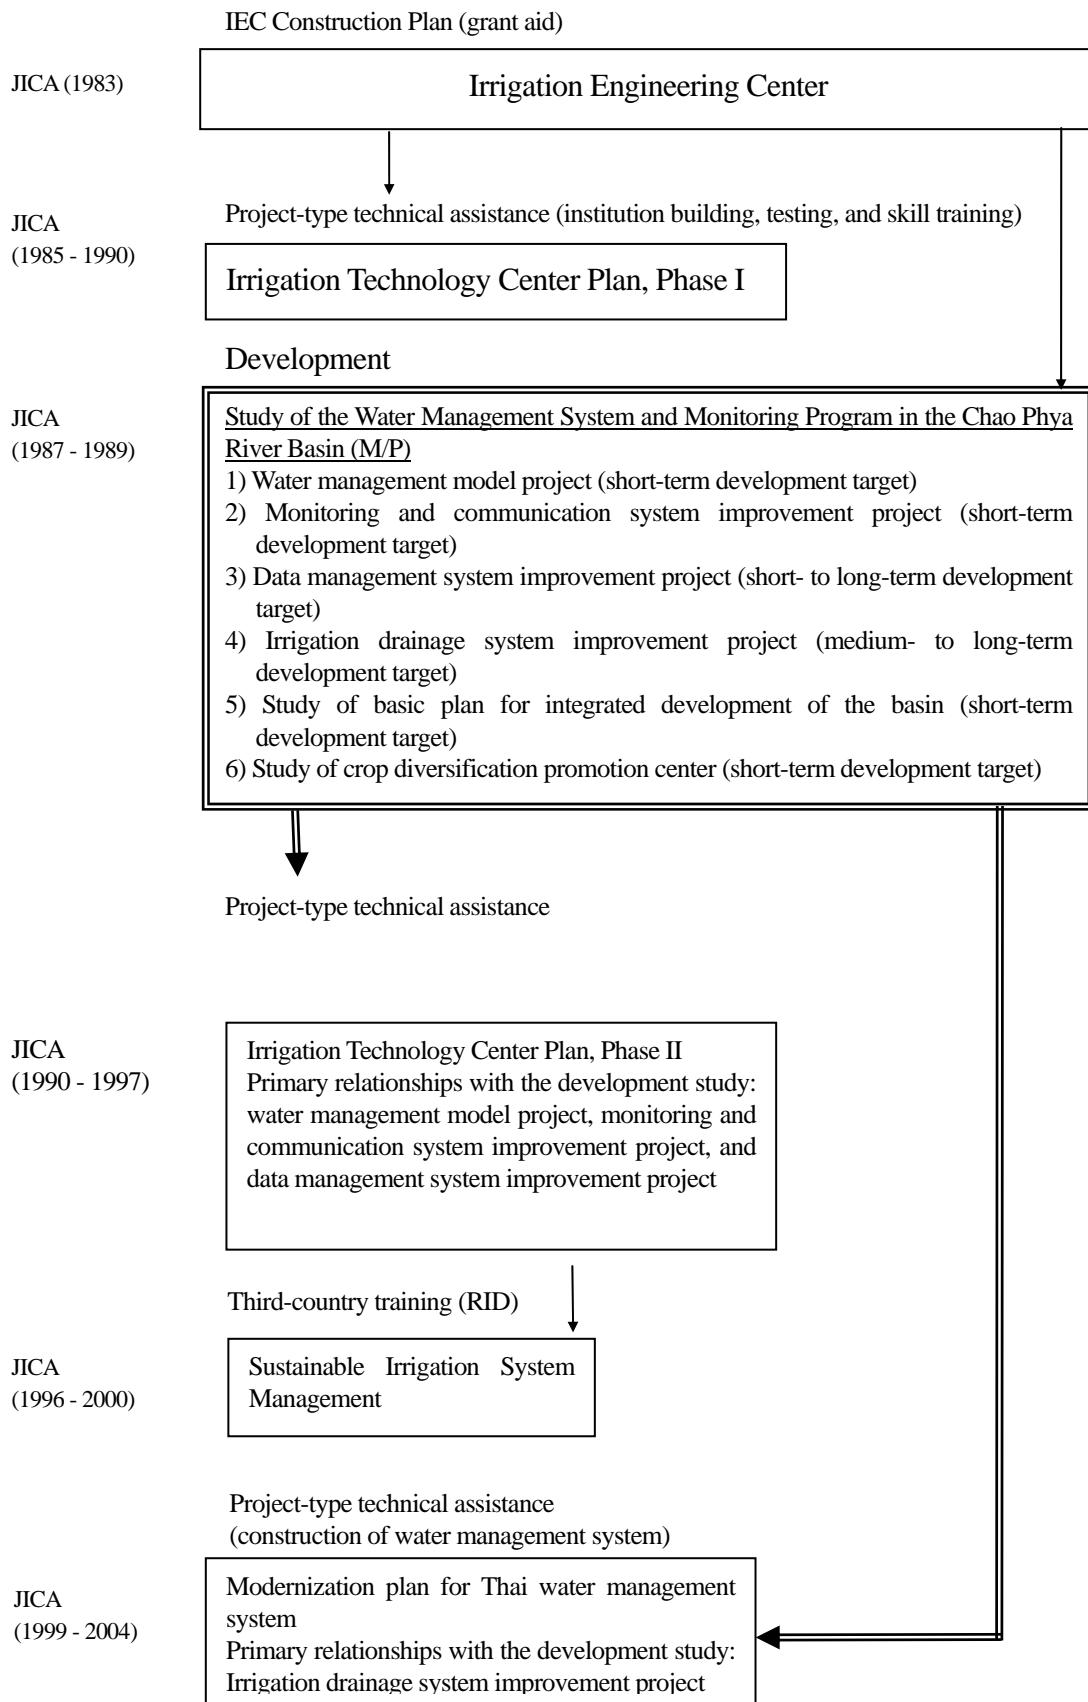 IEC Construction Plan (grant aid)
JICA (1983)
Irrigation Engineering Center
JICA
(1985 - 1990)
Project-type technical assistance (institution building, testing, and skill training)
Irrigation Technology Center Plan, Phase I
Development
JICA
(1987 - 1989)
Study of the Water Management System and Monitoring Program in the Chao Phya
River Basin (M/P)
1) Water management model project (short-term development target)
2) Monitoring and communication system improvement project (short-term
development target)
3) Data management system improvement project (short- to long-term development
target)
4) Irrigation drainage system improvement project (medium- to long-term
development target)
5) Study of basic plan for integrated development of the basin (short-term
development target)
6) Study of crop diversification promotion center (short-term development target)
Project-type technical assistance
JICA
(1990 - 1997)
Irrigation Technology Center Plan, Phase II
Primary relationships with the development study:
water management model project, monitoring and
communication system improvement project, and
data management system improvement project
Third-country training (RID)
JICA
(1996 - 2000)
Sustainable Irrigation System
Management
Project-type technical assistance
(construction of water management system)
JICA
(1999 - 2004)
Modernization plan for Thai water management
system
Primary relationships with the development study:
Irrigation drainage system improvement project